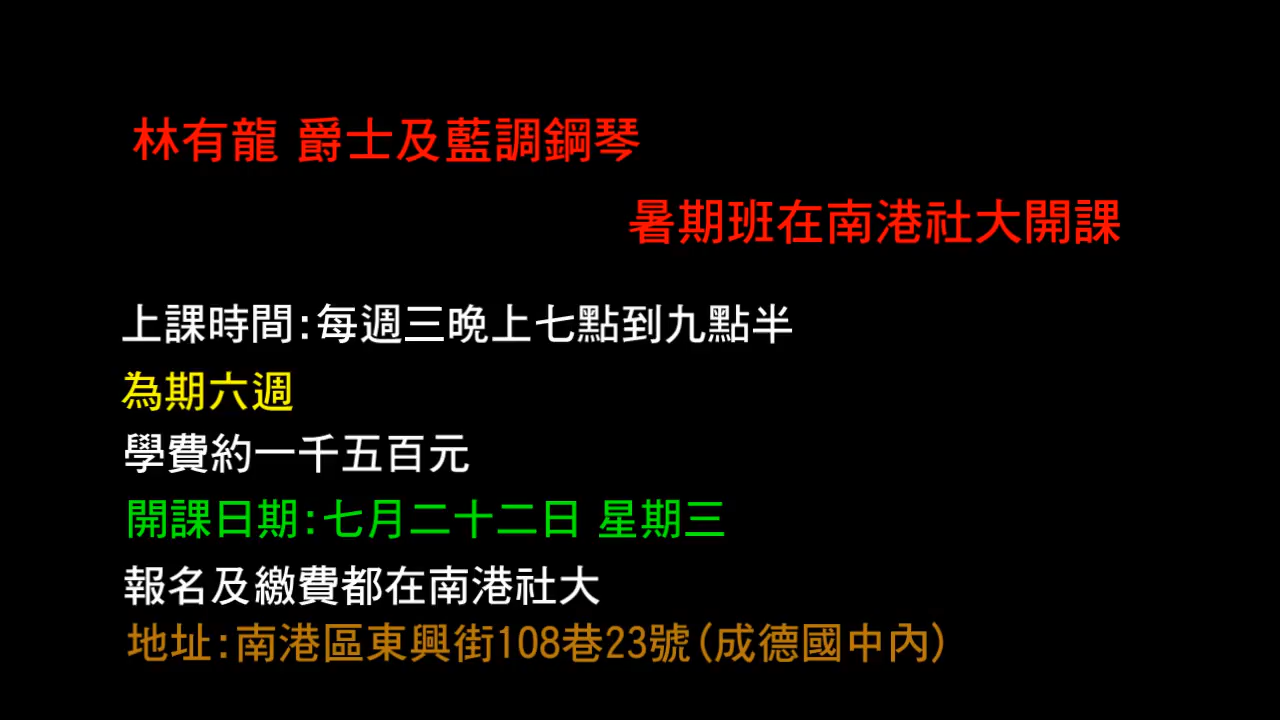 林有龍 爵士及藍調鋼琴
暑期班在南港社大開課
上課時間:每週三晚上七點到九點半
為期六週
學費約一千五百元
開課日期:七月二十二日 星期三
報名及繳費都在南港社大
地址:南港區東興街108巷23號(成德國中內)